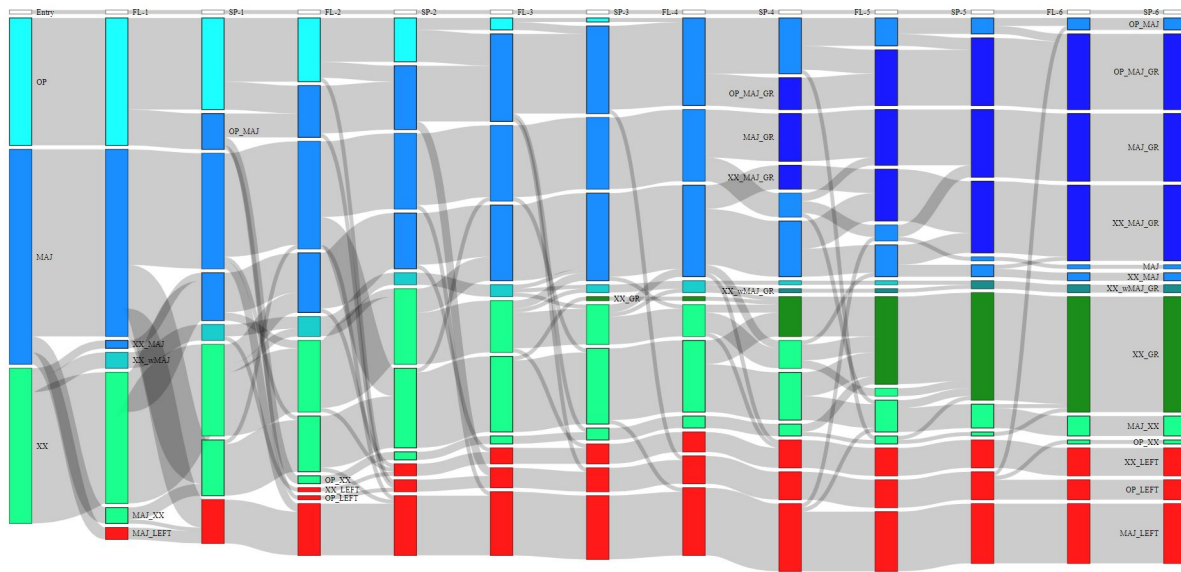 Entry FL-1 SP-1 FL-2 SP-2 FL-3 SP-3 FL-4 SP-4 FL-5 SP-5 FL-6 SP-6
OP_MAJ
OP_MAJ_GR
OP_MAJ_GR
OP
OP_MAJ
MAJ_GR
MAJ_GR
XX_MAJ_GR
XX_MAJ_GR
MAJ
MAJ
XX_MAJ
XX_wMAJ_GR
XX_wMAJ_GR
XX_GR
XX_MAJ
XX_wMAJ
XX_GR
MAJ_XX
OP_XX
XX
XX_LEFT
OP_XX
OP_LEFT
XX_LEFT
OP_LEFT
MAJ_XX
MAJ_LEFT
MAJ_LEFT